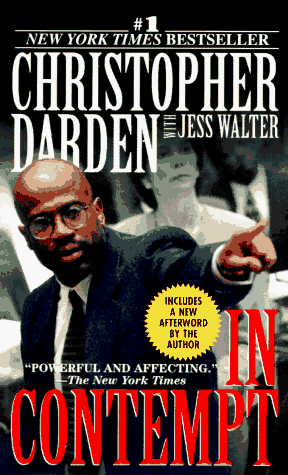 #1
NEW YORK TIMES BESTSELLER
CHRISTOPHER
DARDEN
WITH JESS WALTER
INCLUDES
A NEW
AFTERWORD
BY THE
AUTHOR
"POWERFUL AND AFFECTING."
—The New York Times
IN
CONTEMPT